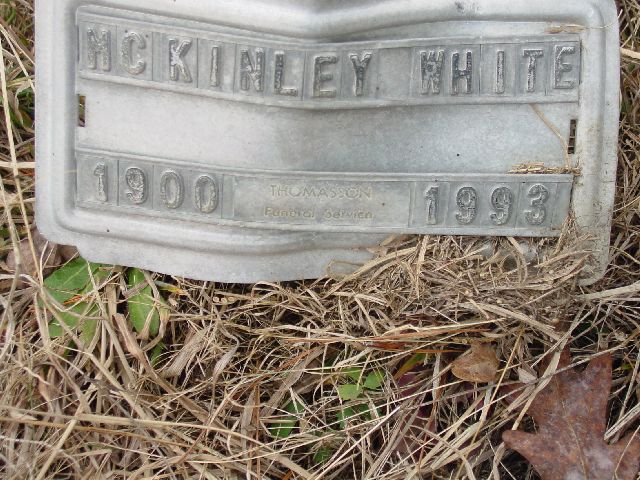 MCKINLEY WHITE
1900 THOMASSON 1993
Funeral Service